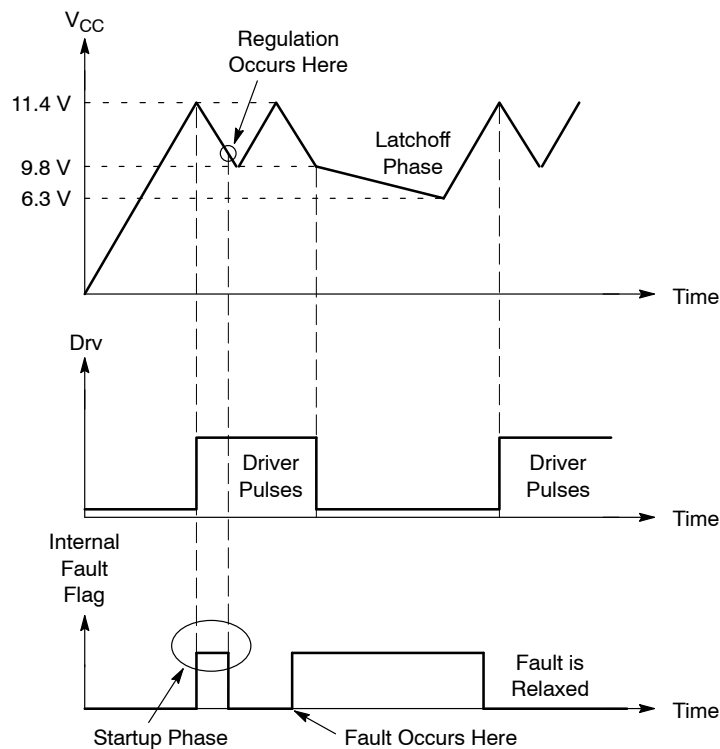 V_CC
Regulation
Occurs Here
11.4 V
Latchoff
Phase
9.8 V
6.3 V
Time
Drv
Driver
Pulses
Driver
Pulses
Time
Internal
Fault
Flag
Fault is
Relaxed
Time
Startup Phase
Fault Occurs Here